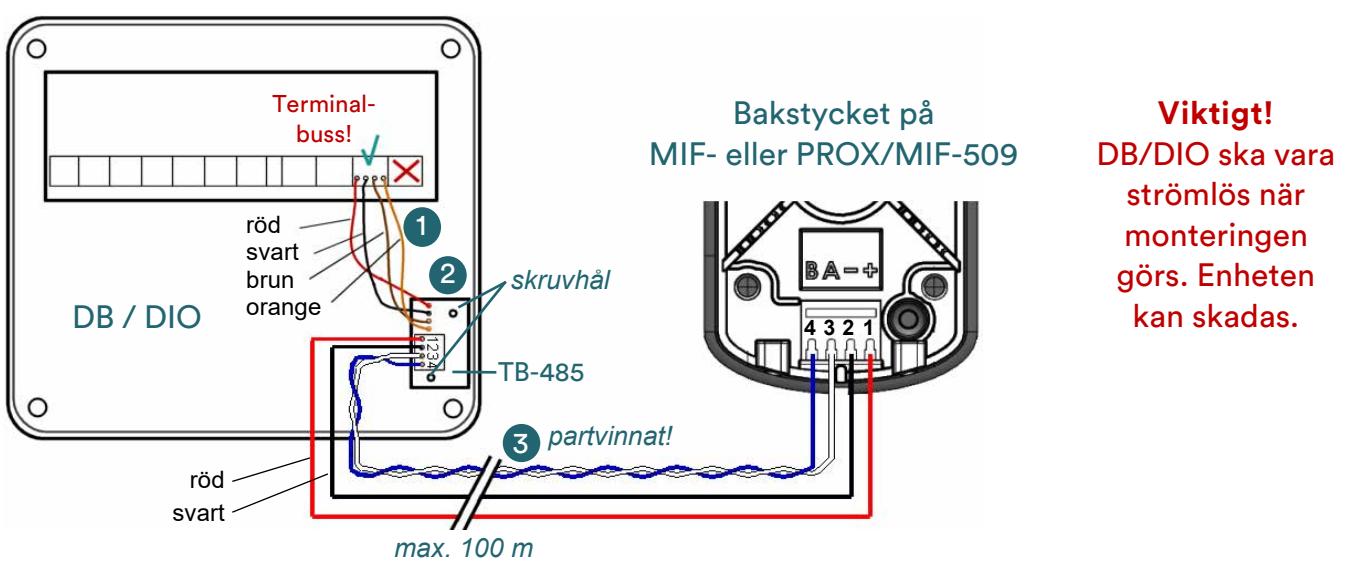 Terminal-
buss!
röd
svart
brun
orange
1
2
skruvhål
DB / DIO
1234
TB-485
3
partvinnat!
röd
svart
max. 100 m
Bakstycket på
MIF- eller PROX/MIF-509
B A - +
4 3 2 1
Viktigt!
DB/DIO ska vara
strömlös när
monteringen
görs. Enheten
kan skadas.